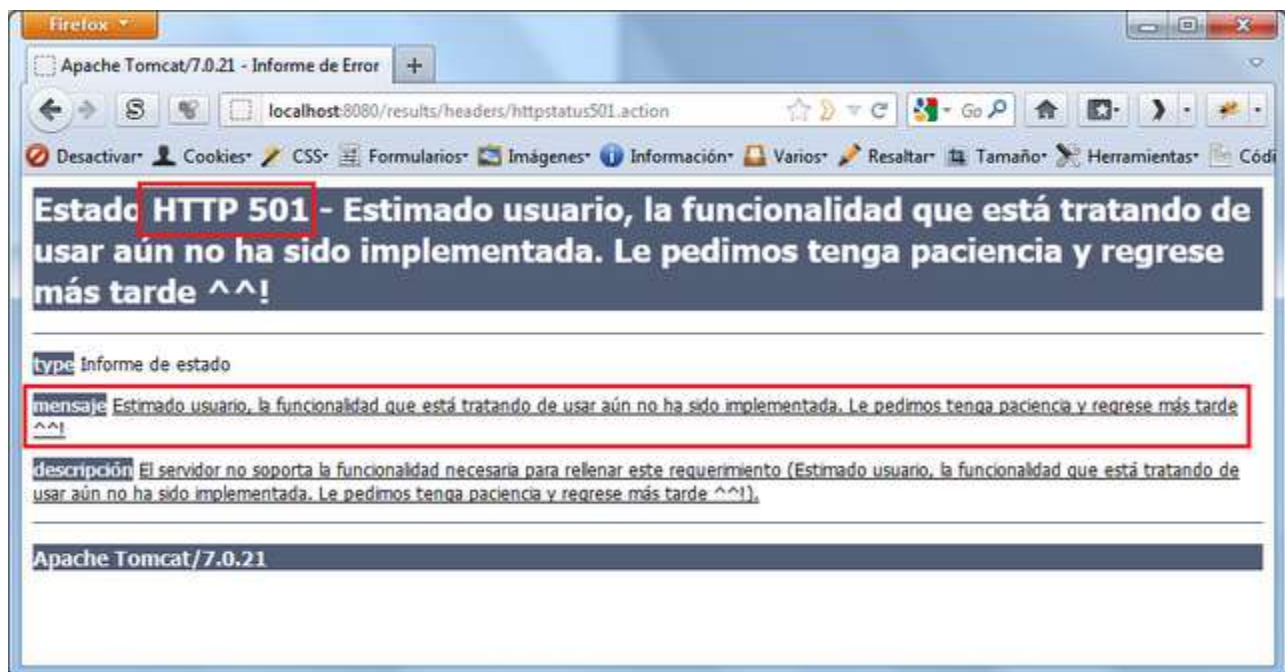 Firefox
Apache Tomcat/7.0.21 - Informe de Error
localhost:8080/results/headers/httpstatus501.action
Go
Desactivar Cookies CSS Formularios Imágenes Información Varios Resaltar Tamaño Herramientas Códi
Estado HTTP 501 - Estimado usuario, la funcionalidad que está tratando de
usar aún no ha sido implementada. Le pedimos tenga paciencia y regrese
más tarde ^^!
type Informe de estado
mensaje Estimado usuario, la funcionalidad que está tratando de usar aún no ha sido implementada. Le pedimos tenga paciencia y regrese más tarde
^^!
descripción El servidor no soporta la funcionalidad necesaria para rellenar este requerimiento (Estimado usuario, la funcionalidad que está tratando de
usar aún no ha sido implementada. Le pedimos tenga paciencia y regrese más tarde ^^!).
Apache Tomcat/7.0.21